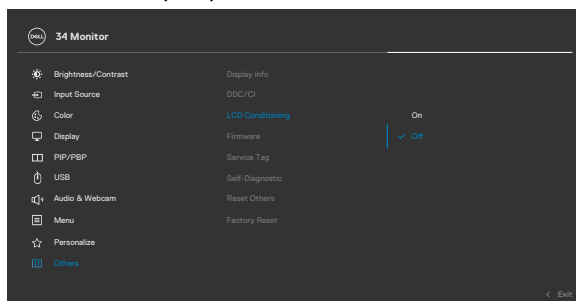 DELL 34 Monitor
Brightness/Contrast Display Info
Input Source DDC/CI
Color LCD Conditioning On
Display Firmware ✓ Off
PIP/PBP Service Tag
USB Self-Diagnostic
Audio & Webcam Reset Others
Menu Factory Reset
Personalize
Others
< Exit